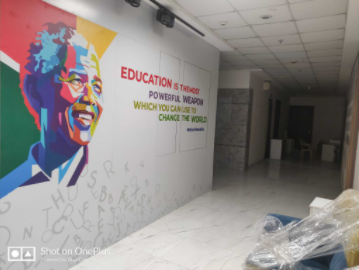 EDUCATION IS THE MOST
POWERFUL WEAPON
WHICH YOU CAN USE TO
CHANGE THE WORLD
Shot on OnePlus